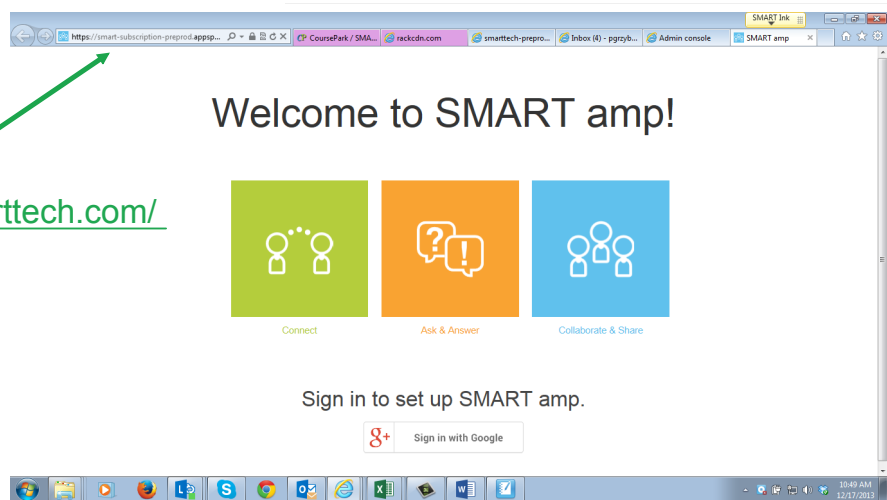 SMART Ink
https://smart-subscription-preprod.appsp...
CP CoursePark / SMA...
rackcdn.com
smarttech-prepro...
Inbox (4) - pgrzyb...
Admin console
SMART amp
Welcome to SMART amp!
rttech.com/
?
!
Connect
Ask & Answer
Collaborate & Share
Sign in to set up SMART amp.
g+ Sign in with Google
10:49 AM
12/17/2013